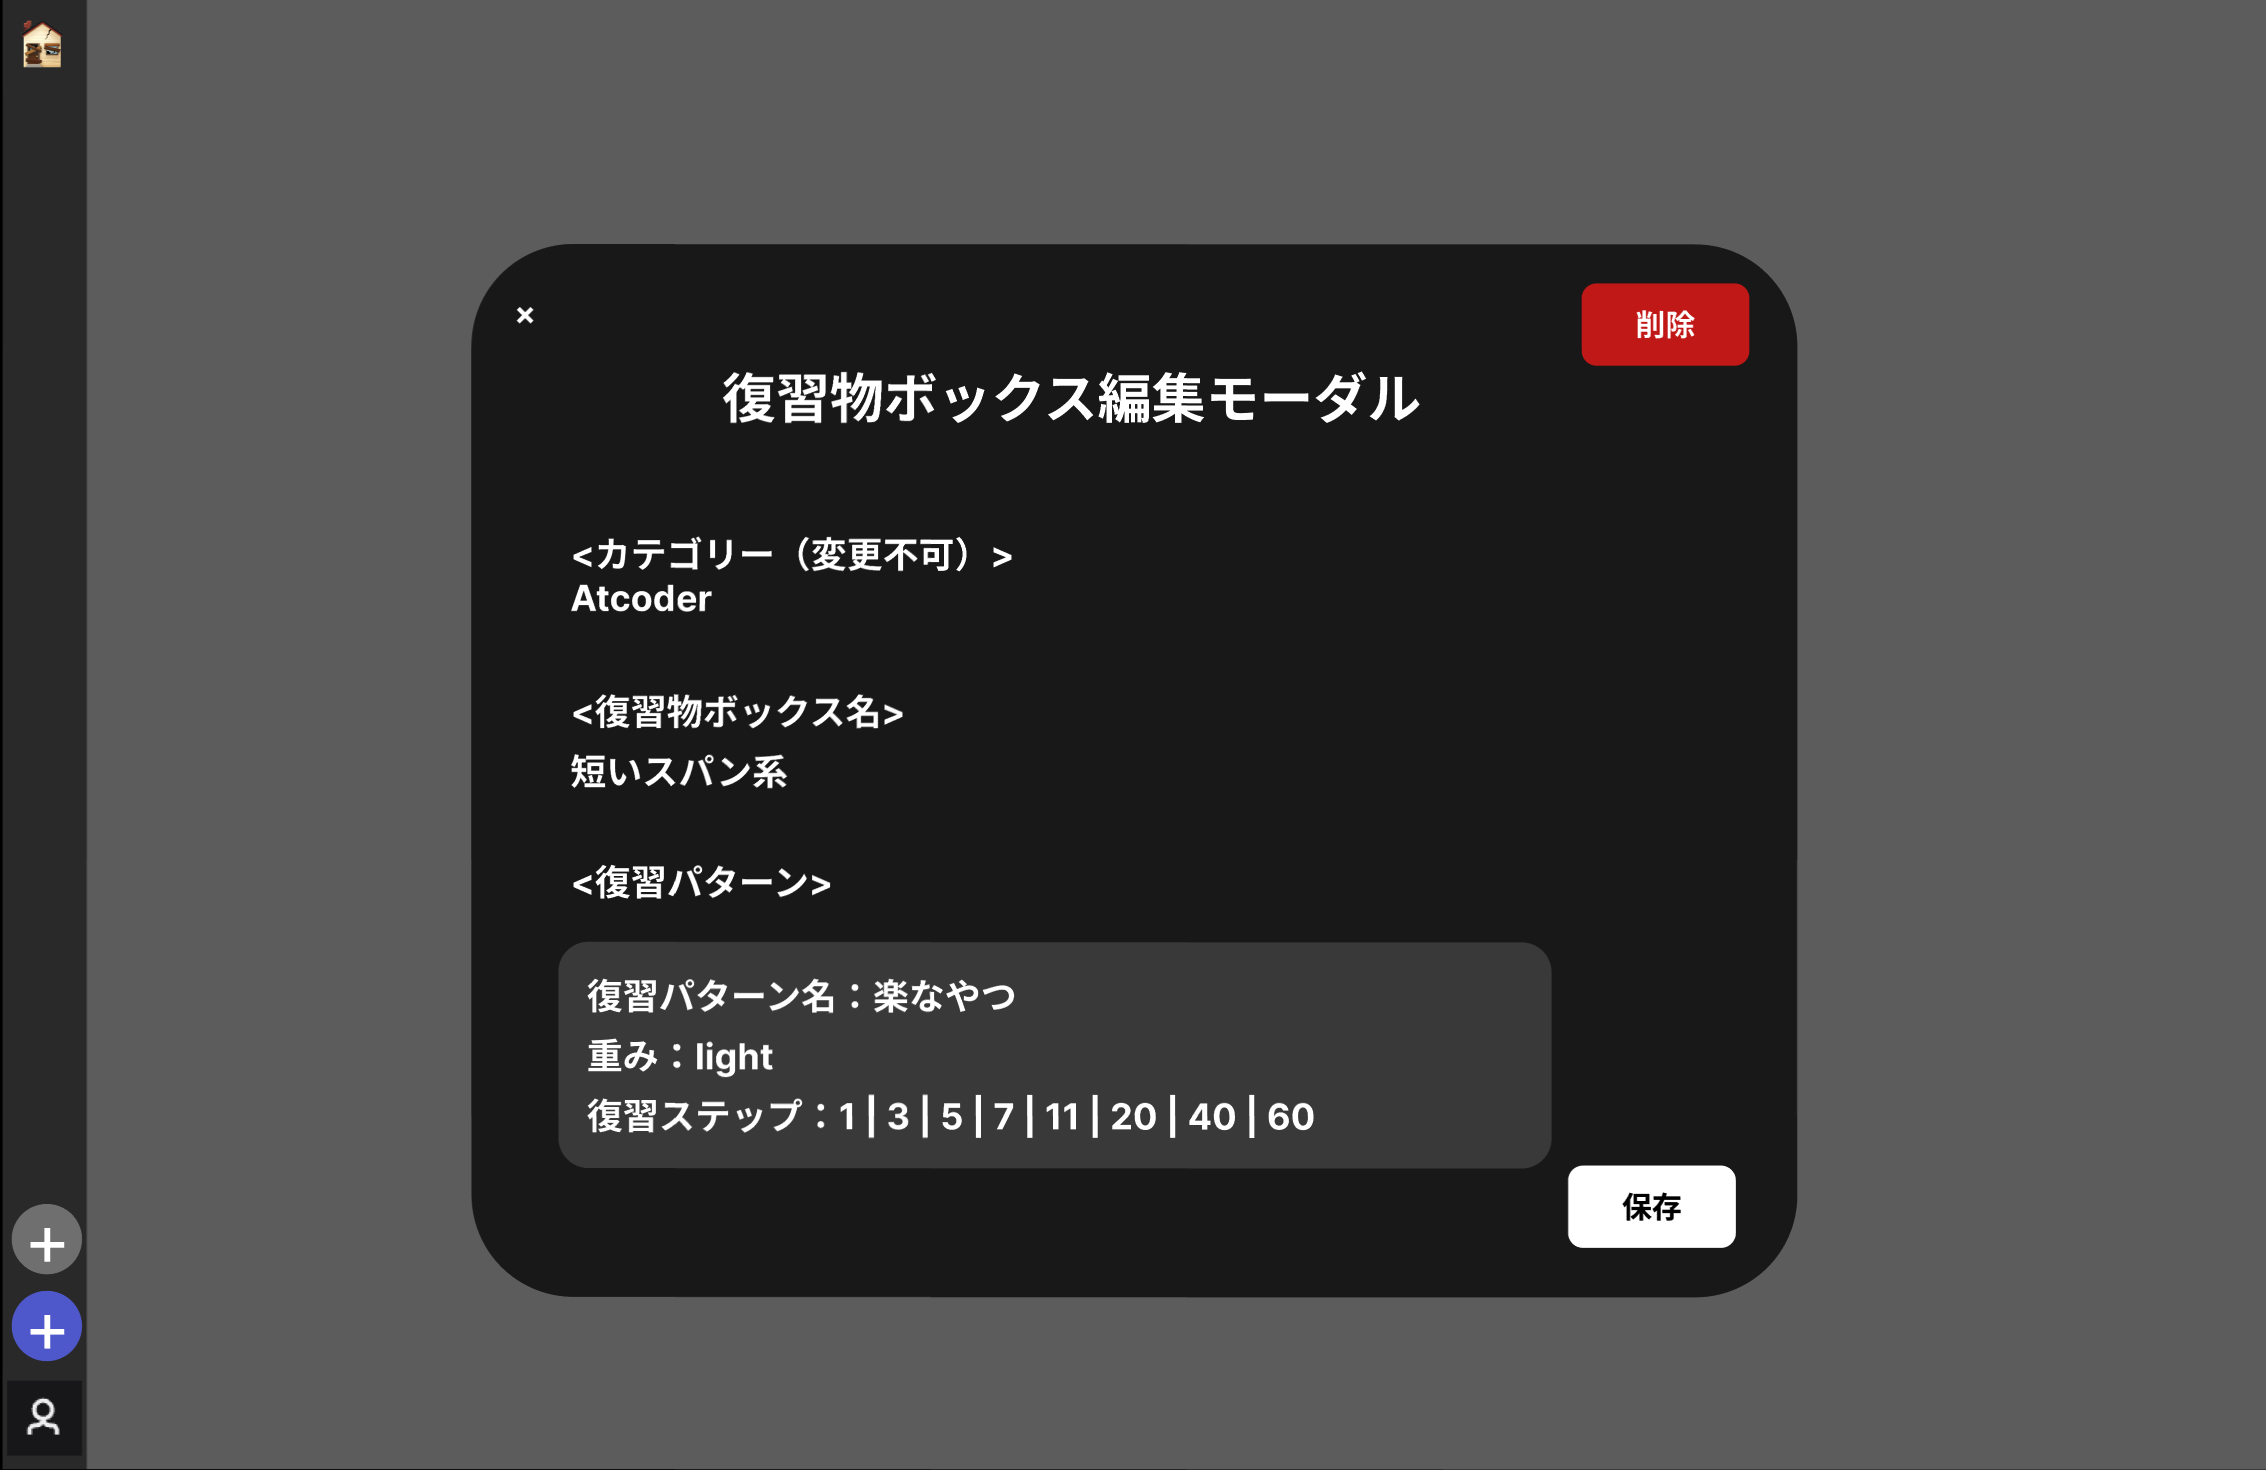 ×
削除
復習物ボックス編集モーダル
<カテゴリー（変更不可）>
Atcoder
<復習物ボックス名>
短いスパン系
<復習パターン>
復習パターン名：楽なやつ
重み：light
復習ステップ：1 | 3 | 5 | 7 | 11 | 20 | 40 | 60
保存
+
+